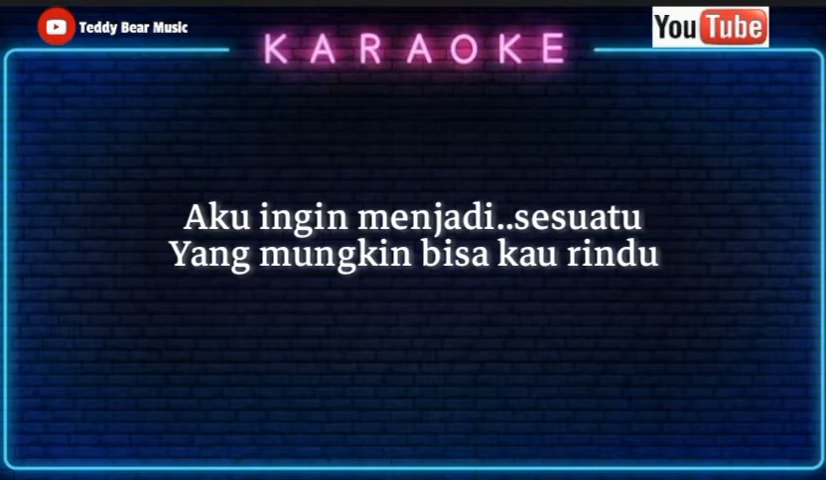 Teddy Bear Music
YouTube
KARAOKE
Aku ingin menjadi..sesuatu
Yang mungkin bisa kau rindu